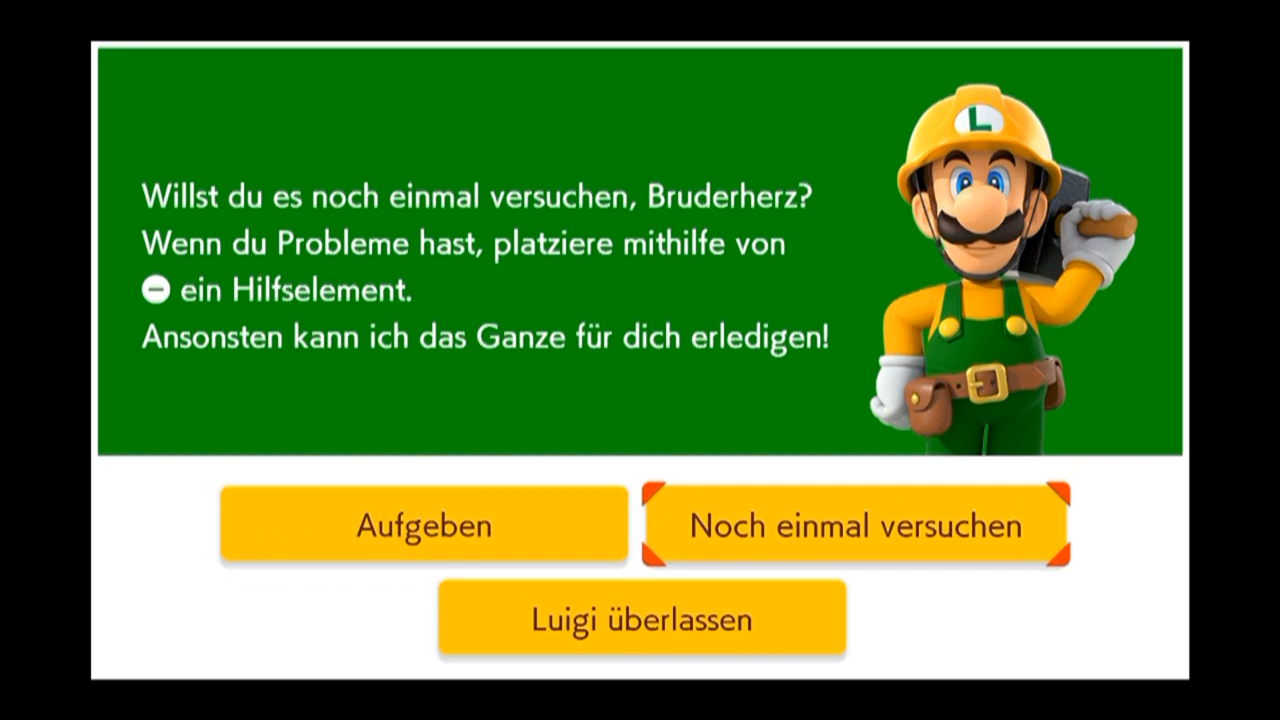 L
Willst du es noch einmal versuchen, Bruderherz?
Wenn du Probleme hast, platziere mithilfe von
⊖ ein Hilfselement.
Ansonsten kann ich das Ganze für dich erledigen!
Aufgeben
Noch einmal versuchen
Luigi überlassen